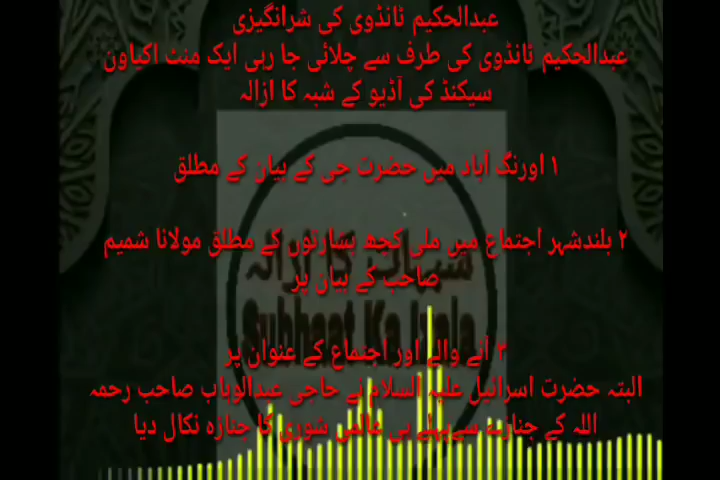 عبدالحکیم ٹانڈوی کی شرانگیزی
عبدالحکیم ٹانڈوی کی طرف سے چلائی جا رہی ایک منٹ اکیاون
سیکنڈ کی آڈیو کے شبہ کا ازالہ
۱ اورنگ آباد میں حضرت جی کے بیان کے مطلق
۲ بلندشہر اجتماع میں ملی کچھ بشارتوں کے مطلق مولانا شمیم
صاحب کے بیان پر
شبہات کا ازالہ
Subhaat Ka Izala
۳ آنے والے اور اجتماع کے عنوان پر
البتہ حضرت اسرائیل علیہ السلام نے حاجی عبدالوہاب صاحب رحمہ
اللہ کے جنازے سے پہلے ہی عالمی شوریٰ کا جنازہ نکال دیا